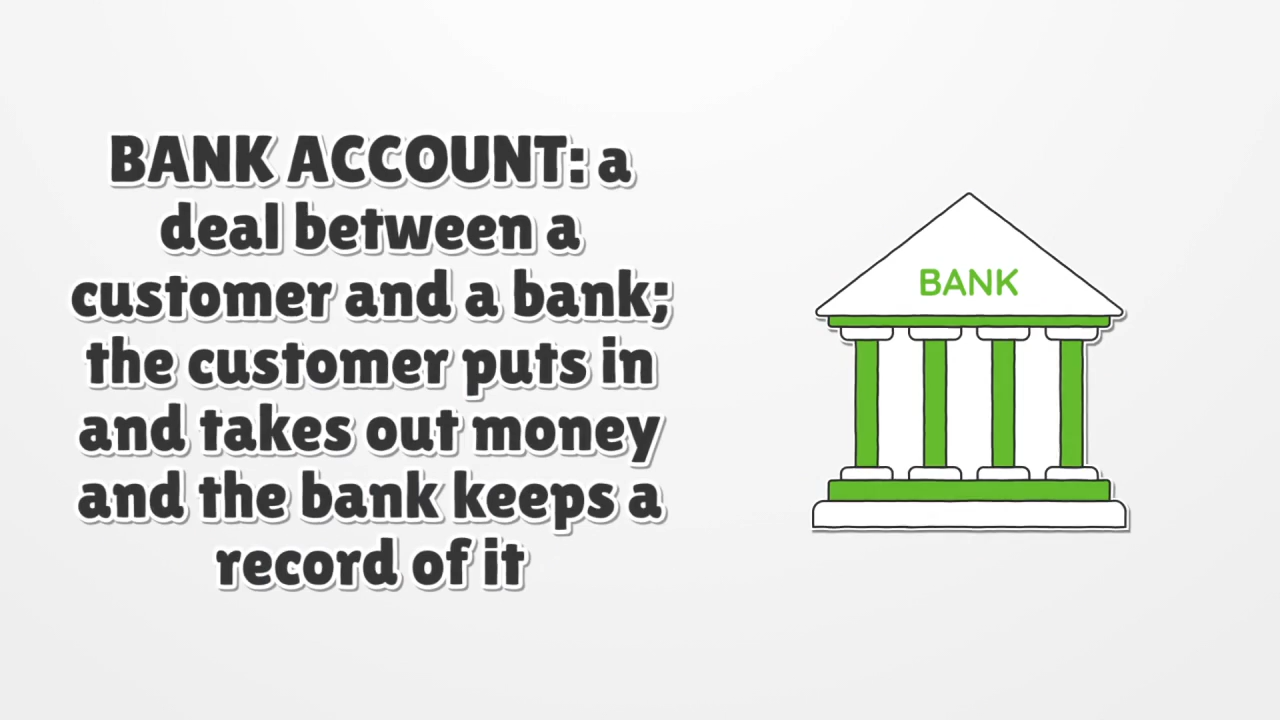 BANK ACCOUNT: a
deal between a
customer and a bank;
the customer puts in
and takes out money
and the bank keeps a
record of it
BANK